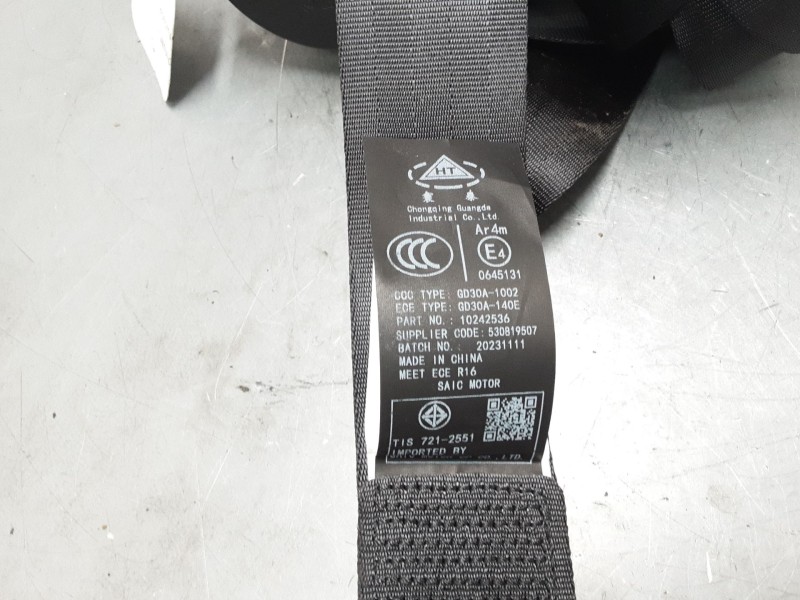 HT
Chongqing Guangda
Industrial Co.,Ltd
CCC
Ar4m
E4
0645131
CCC TYPE: GD30A-1002
ECE TYPE: GD30A-140E
PART NO.: 10242536
SUPPLIER CODE: 530819507
BATCH NO.: 20231111
MADE IN CHINA
MEET ECE R16
SAIC MOTOR
TIS 721-2551
IMPORTED BY